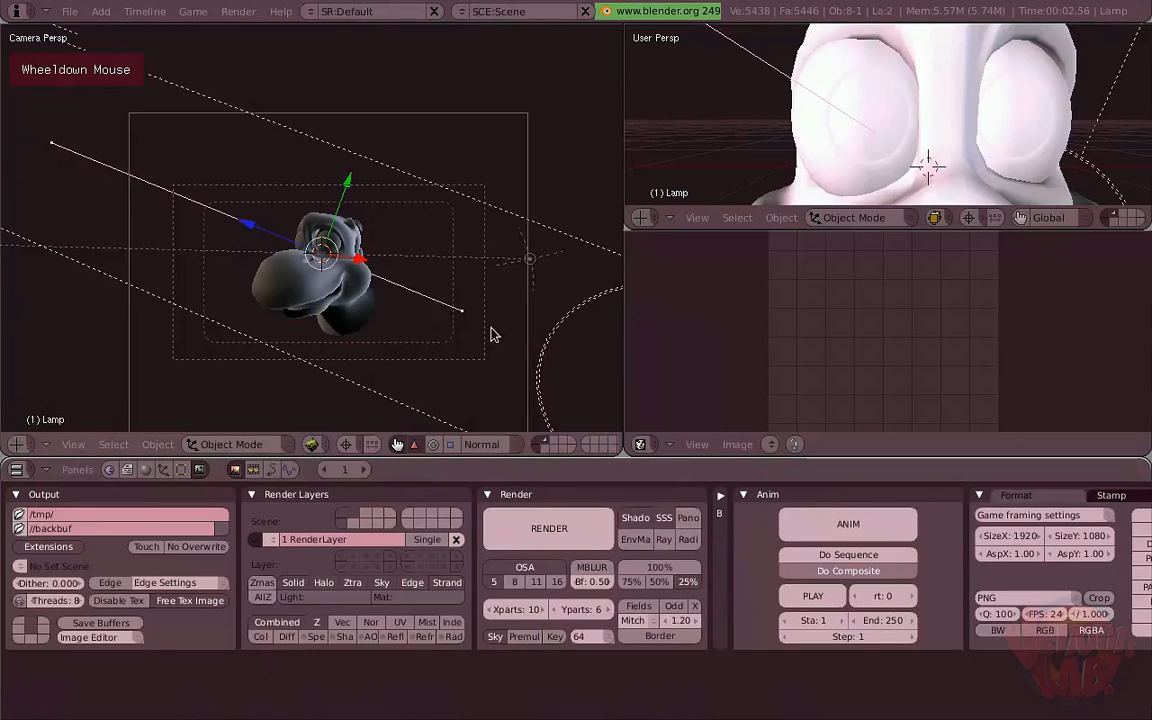 File Add Timeline Game Render Help SR:Default SCE:Scene www.blender.org 249 Ve:5438 | Fa:5446 | Ob:8-1 | La:2 | Mem:5.57M (5.74M) | Time:00:02.56 | Lamp
Camera Persp
User Persp
Wheeldown Mouse
(1) Lamp
View Select Object Object Mode Global
(1) Lamp
View Select Object Object Mode Normal
View Image
Panels 1
Output
/tmp/
//backbuf
Extensions Touch No Overwrite
No Set Scene
Dither: 0.000 Edge Edge Settings
Threads: 8 Disable Tex Free Tex Image
Save Buffers
Image Editor
Render Layers
Scene:
1 RenderLayer Single
Layer:
Zmas Solid Halo Ztra Sky Edge Strand
AllZ Light: Mat:
Combined Z Vec Nor UV Mist Inde
Col Diff Spe Sha AO Refl Refr Rad
Render
RENDER
Shado SSS Pano
EnvMa Ray Radi
OSA MBLUR 100%
5 8 11 16 Bf: 0.50 75% 50% 25%
Xparts: 10 Yparts: 6 Fields Odd X
Mitch 1.20
Sky Premul Key 64 Border
B
Anim
ANIM
Do Sequence
Do Composite
PLAY rt: 0
Sta: 1 End: 250
Step: 1
Format Stamp
Game framing settings
SizeX: 1920 SizeY: 1080
AspX: 1.00 AspY: 1.00
PNG Crop
Q: 100 FPS: 24 / 1.000
BW RGB RGBA